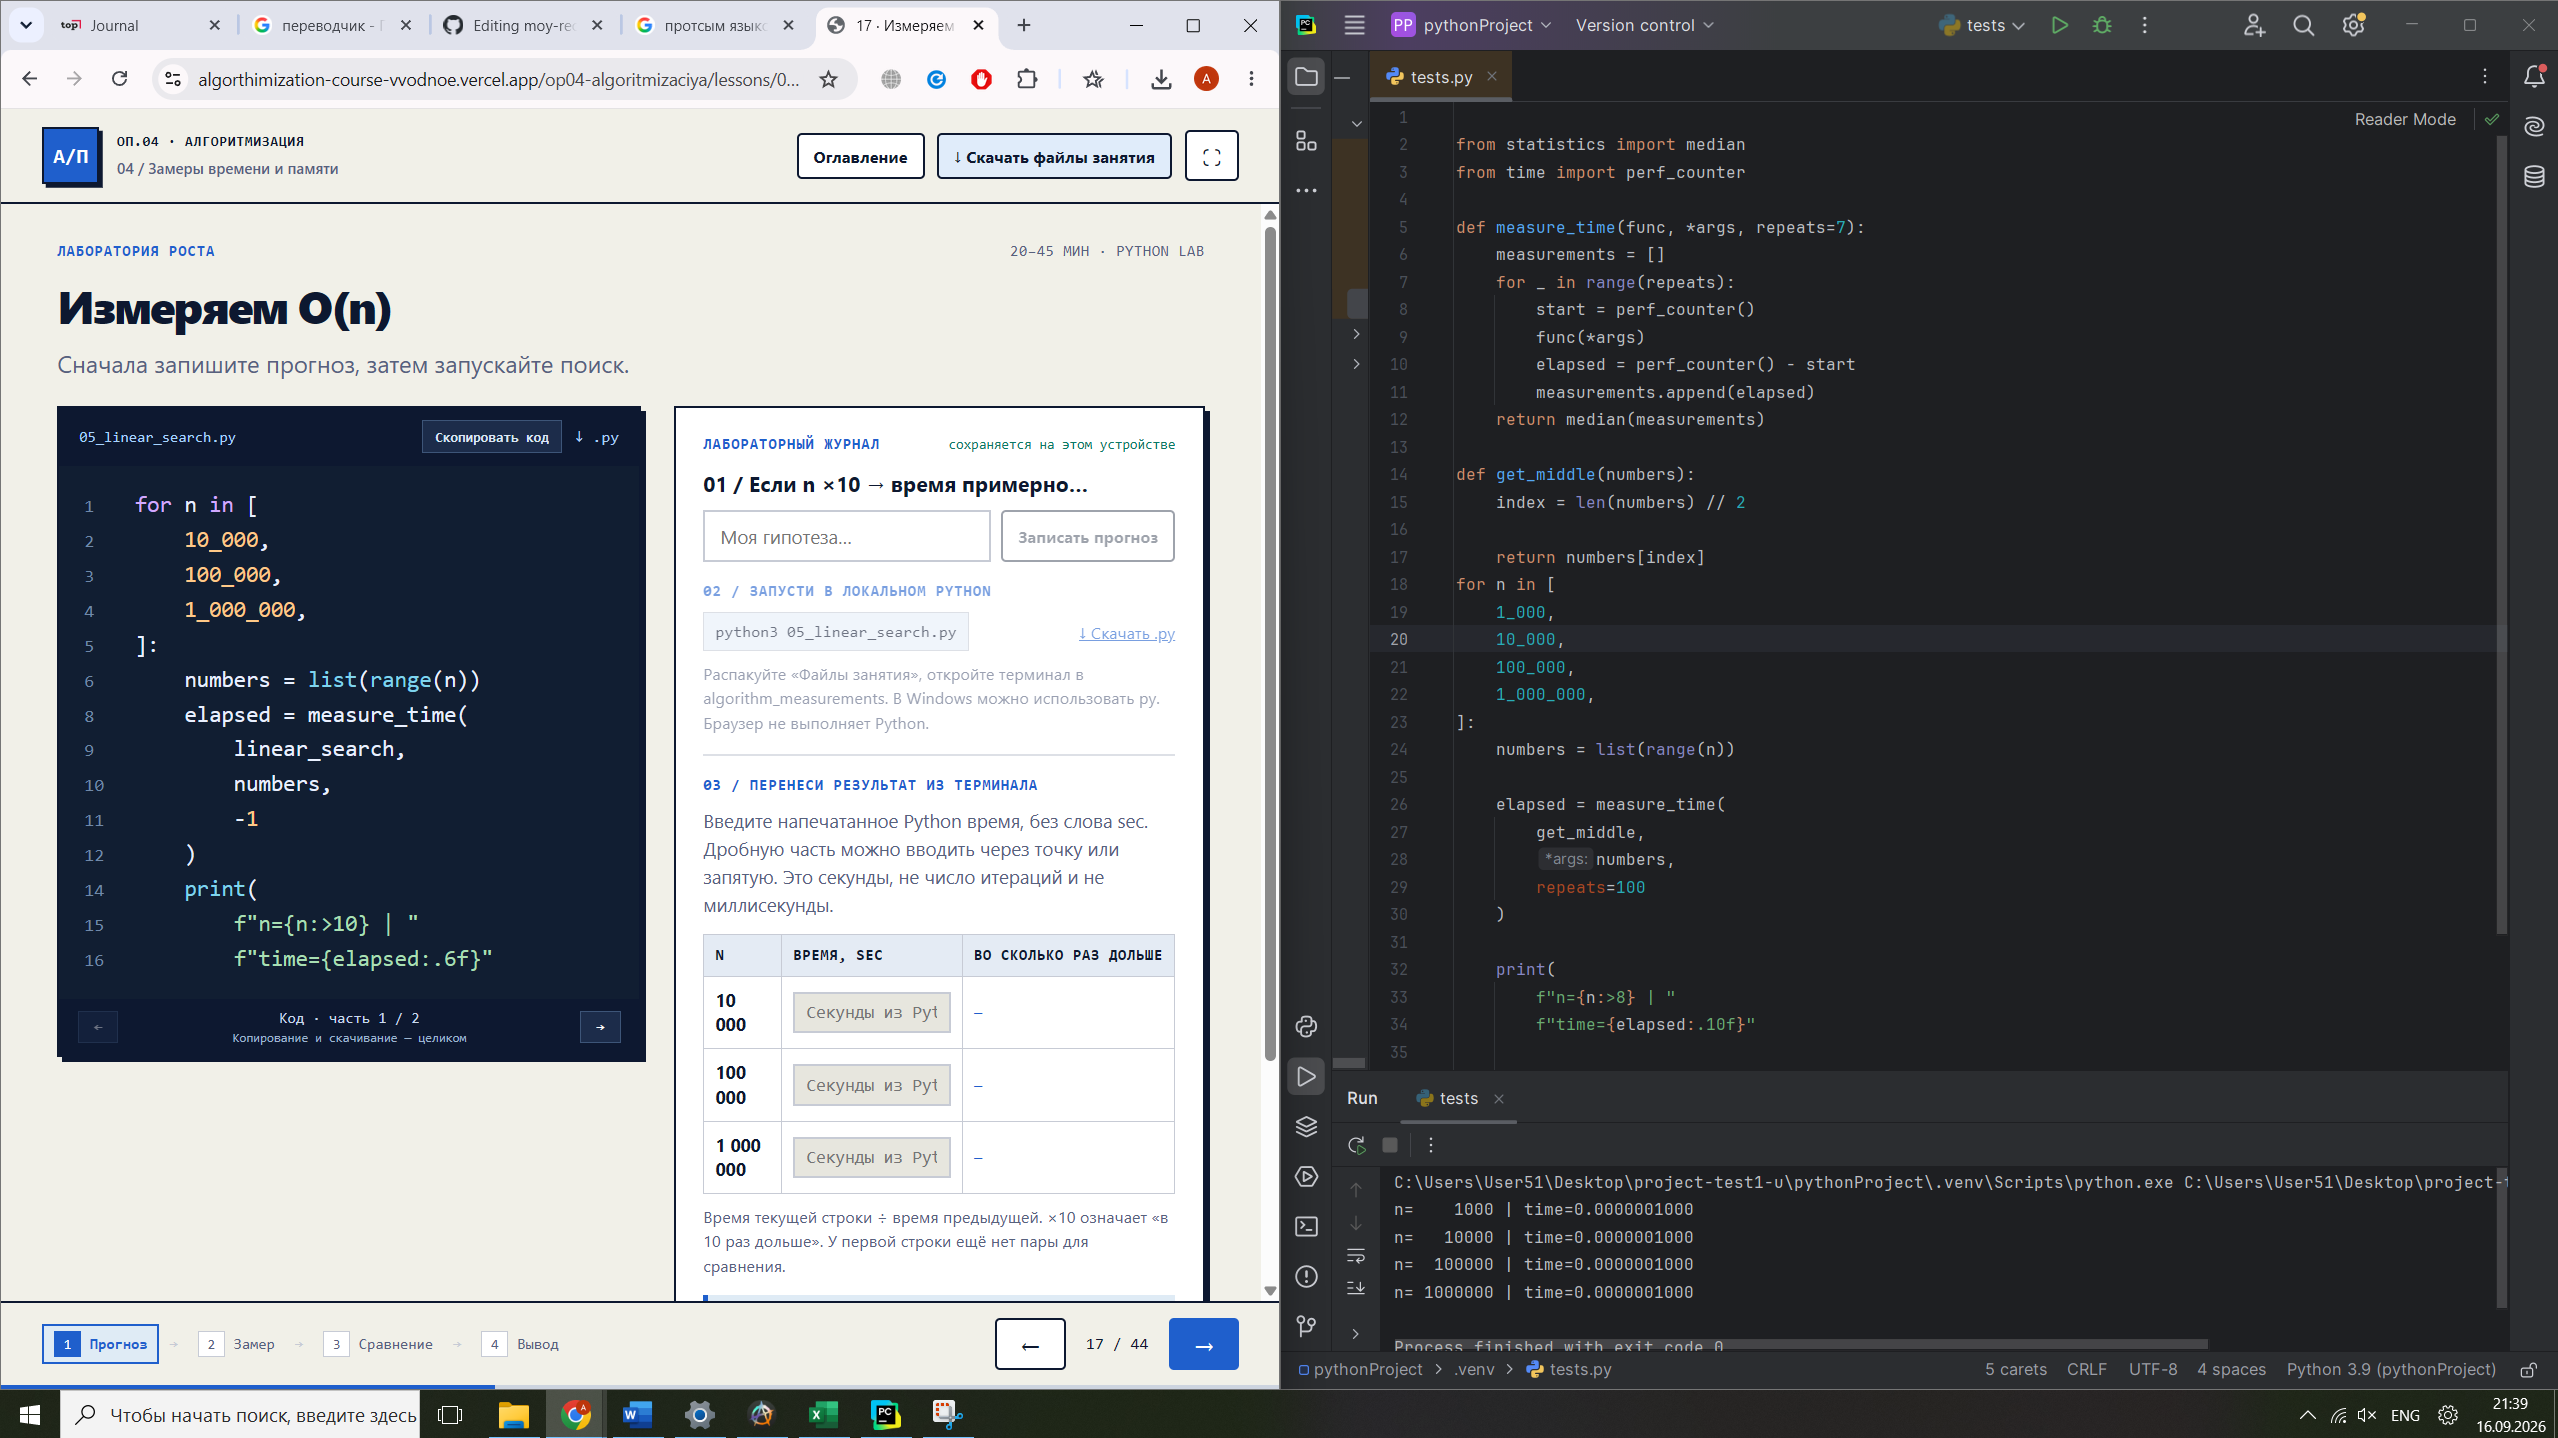 Journal
переводчик - Г
Editing moy-rec
протсым языко
17 · Измеряем
algorthimization-course-vvodnoe.vercel.app/op04-algoritmizaciya/lessons/0...
А/П
ОП.04 · АЛГОРИТМИЗАЦИЯ
04 / Замеры времени и памяти
Оглавление
↓ Скачать файлы занятия
ЛАБОРАТОРИЯ РОСТА
20–45 МИН · PYTHON LAB
Измеряем O(n)
Сначала запишите прогноз, затем запускайте поиск.
05_linear_search.py
Скопировать код
↓ .py
1 for n in [
2 10_000,
3 100_000,
4 1_000_000,
5 ]:
6 numbers = list(range(n))
8 elapsed = measure_time(
9 linear_search,
10 numbers,
11 -1
12 )
14 print(
15 f"n={n:>10} | "
16 f"time={elapsed:.6f}"
←
Код · часть 1 / 2
Копирование и скачивание — целиком
→
ЛАБОРАТОРНЫЙ ЖУРНАЛ
сохраняется на этом устройстве
01 / Если n ×10 → время примерно...
Моя гипотеза...
Записать прогноз
02 / ЗАПУСТИ В ЛОКАЛЬНОМ PYTHON
python3 05_linear_search.py
↓ Скачать .py
Распакуйте «Файлы занятия», откройте терминал в
algorithm_measurements. В Windows можно использовать py.
Браузер не выполняет Python.
03 / ПЕРЕНЕСИ РЕЗУЛЬТАТ ИЗ ТЕРМИНАЛА
Введите напечатанное Python время, без слова sec.
Дробную часть можно вводить через точку или
запятую. Это секунды, не число итераций и не
миллисекунды.
N ВРЕМЯ, SEC ВО СКОЛЬКО РАЗ ДОЛЬШЕ
10 000 Секунды из Pyt –
100 000 Секунды из Pyt –
1 000 000 Секунды из Pyt –
Время текущей строки ÷ время предыдущей. ×10 означает «в
10 раз дольше». У первой строки ещё нет пары для
сравнения.
1 Прогноз → 2 Замер → 3 Сравнение → 4 Вывод
← 17 / 44 →
PP pythonProject
Version control
tests
tests.py
Reader Mode
1
2 from statistics import median
3 from time import perf_counter
4
5 def measure_time(func, *args, repeats=7):
6 measurements = []
7 for _ in range(repeats):
8 start = perf_counter()
9 func(*args)
10 elapsed = perf_counter() - start
11 measurements.append(elapsed)
12 return median(measurements)
13
14 def get_middle(numbers):
15 index = len(numbers) // 2
16
17 return numbers[index]
18 for n in [
19 1_000,
20 10_000,
21 100_000,
22 1_000_000,
23 ]:
24 numbers = list(range(n))
25
26 elapsed = measure_time(
27 get_middle,
28 *args: numbers,
29 repeats=100
30 )
31
32 print(
33 f"n={n:>8} | "
34 f"time={elapsed:.10f}"
35
Run
tests
C:\Users\User51\Desktop\project-test1-u\pythonProject\.venv\Scripts\python.exe C:\Users\User51\Desktop\project-t
n=    1000 | time=0.0000001000
n=   10000 | time=0.0000001000
n=  100000 | time=0.0000001000
n= 1000000 | time=0.0000001000
Process finished with exit code 0
pythonProject > .venv > tests.py
5 carets CRLF UTF-8 4 spaces Python 3.9 (pythonProject)
Чтобы начать поиск, введите здесь
ENG
21:39
16.09.2026